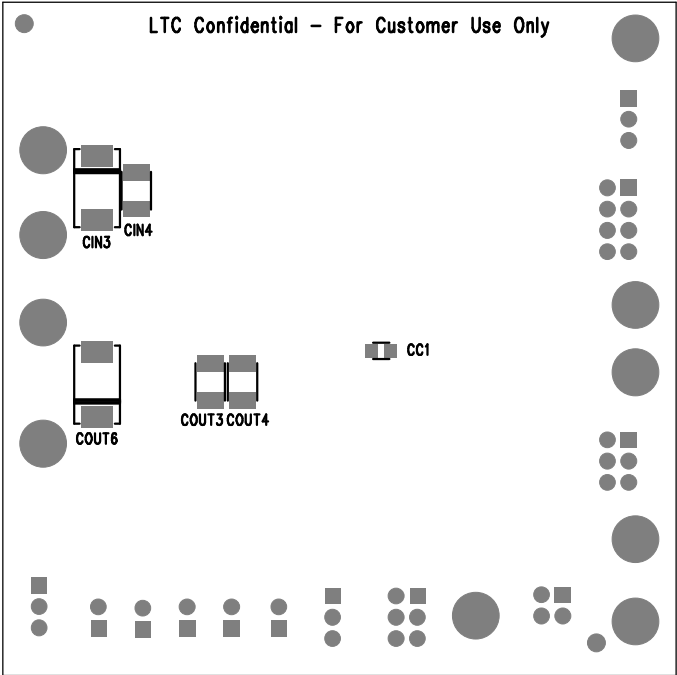 LTC Confidential – For Customer Use Only
CIN3
CIN4
CC1
COUT3 COUT4
COUT6